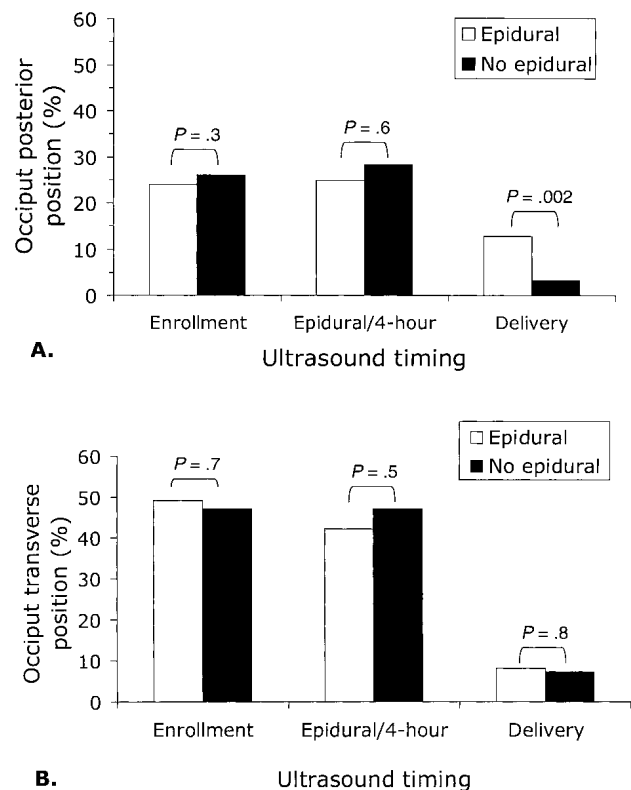 60
50
40
30
20
10
0
Occiput posterior
position (%)
Epidural
No epidural
P = .3
P = .6
P = .002
Enrollment
Epidural/4-hour
Delivery
A.
Ultrasound timing
Epidural
No epidural
60
50
40
30
20
10
0
Occiput transverse
position (%)
P = .7
P = .5
P = .8
Enrollment
Epidural/4-hour
Delivery
B.
Ultrasound timing